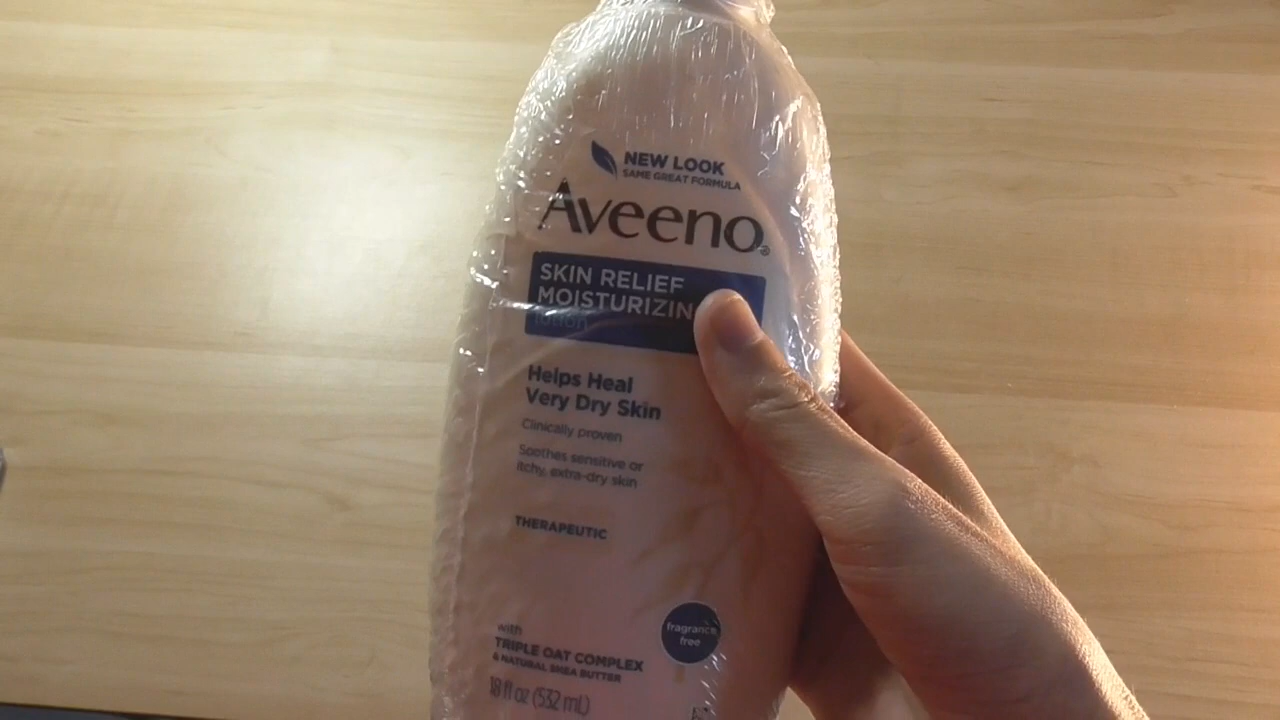 NEW LOOK
SAME GREAT FORMULA
Aveeno®
SKIN RELIEF
MOISTURIZIN
lotion
Helps Heal
Very Dry Skin
Clinically proven
Soothes sensitive or
itchy, extra-dry skin
THERAPEUTIC
fragrance
free
with
TRIPLE OAT COMPLEX
& NATURAL SHEA BUTTER
18 fl oz (532 mL)